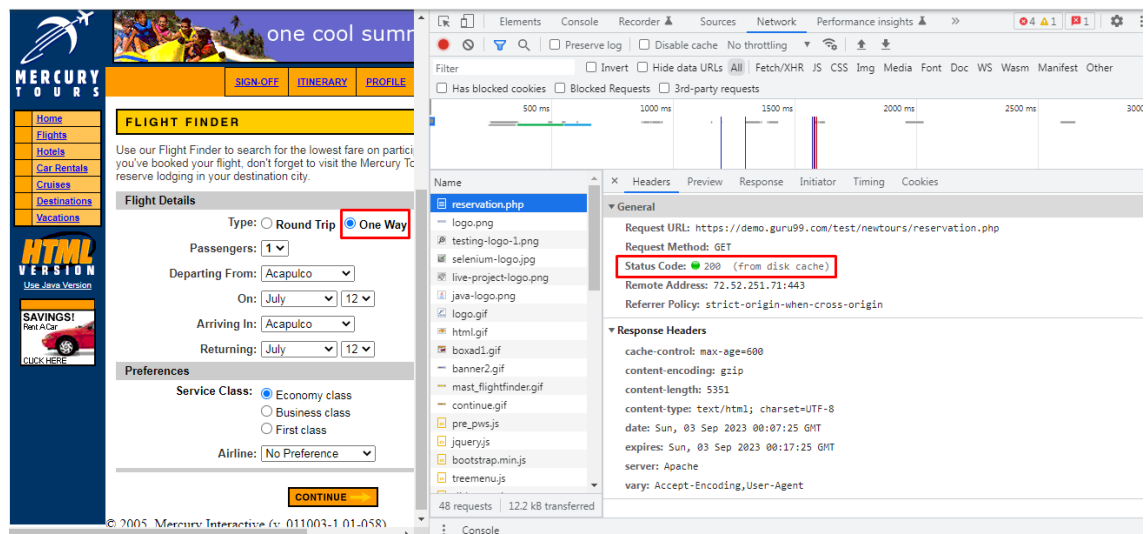 one cool summ
MERCURY
TOURS
SIGN-OFF ITINERARY PROFILE
Home
Flights
Hotels
Car Rentals
Cruises
Destinations
Vacations
HTML
VERSION
Use Java Version
SAVINGS!
Rent A Car
CLICK HERE
FLIGHT FINDER
Use our Flight Finder to search for the lowest fare on partici
you've booked your flight, don't forget to visit the Mercury To
reserve lodging in your destination city.
Flight Details
Type: Round Trip One Way
Passengers: 1
Departing From: Acapulco
On: July 12
Arriving In: Acapulco
Returning: July 12
Preferences
Service Class: Economy class
Business class
First class
Airline: No Preference
CONTINUE
© 2005, Mercury Interactive (v. 011003-1.01-058)
Elements Console Recorder Sources Network Performance insights » 4 1 1
Preserve log Disable cache No throttling
Filter Invert Hide data URLs All Fetch/XHR JS CSS Img Media Font Doc WS Wasm Manifest Other
Has blocked cookies Blocked Requests 3rd-party requests
500 ms 1000 ms 1500 ms 2000 ms 2500 ms 3000
Name
reservation.php
logo.png
testing-logo-1.png
selenium-logo.jpg
live-project-logo.png
java-logo.png
logo.gif
html.gif
boxad1.gif
banner2.gif
mast_flightfinder.gif
continue.gif
pre_pws.js
jquery.js
bootstrap.min.js
treemenu.js
48 requests 12.2 kB transferred
× Headers Preview Response Initiator Timing Cookies
General
Request URL: https://demo.guru99.com/test/newtours/reservation.php
Request Method: GET
Status Code: 200 (from disk cache)
Remote Address: 72.52.251.71:443
Referrer Policy: strict-origin-when-cross-origin
Response Headers
cache-control: max-age=600
content-encoding: gzip
content-length: 5351
content-type: text/html; charset=UTF-8
date: Sun, 03 Sep 2023 00:07:25 GMT
expires: Sun, 03 Sep 2023 00:17:25 GMT
server: Apache
vary: Accept-Encoding,User-Agent
Console